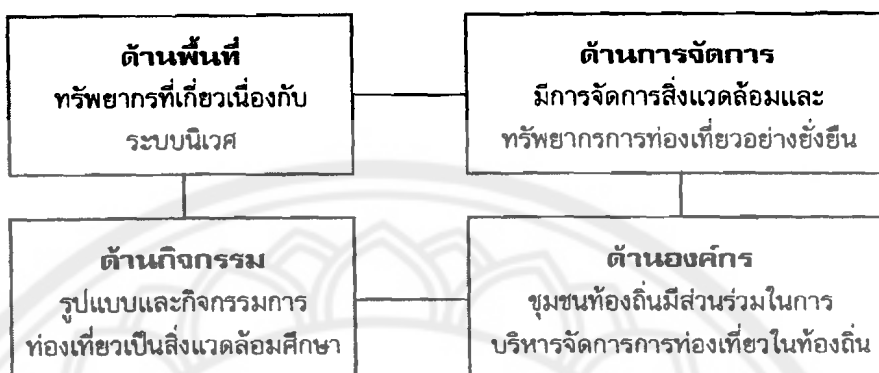 ด้านพื้นที่
ทรัพยากรที่เกี่ยวเนื่องกับ
ระบบนิเวศ
ด้านการจัดการ
มีการจัดการสิ่งแวดล้อมและ
ทรัพยากรการท่องเที่ยวอย่างยั่งยืน
ด้านกิจกรรม
รูปแบบและกิจกรรมการ
ท่องเที่ยวเป็นสิ่งแวดล้อมศึกษา
ด้านองค์กร
ชุมชนท้องถิ่นมีส่วนร่วมในการ
บริหารจัดการการท่องเที่ยวในท้องถิ่น